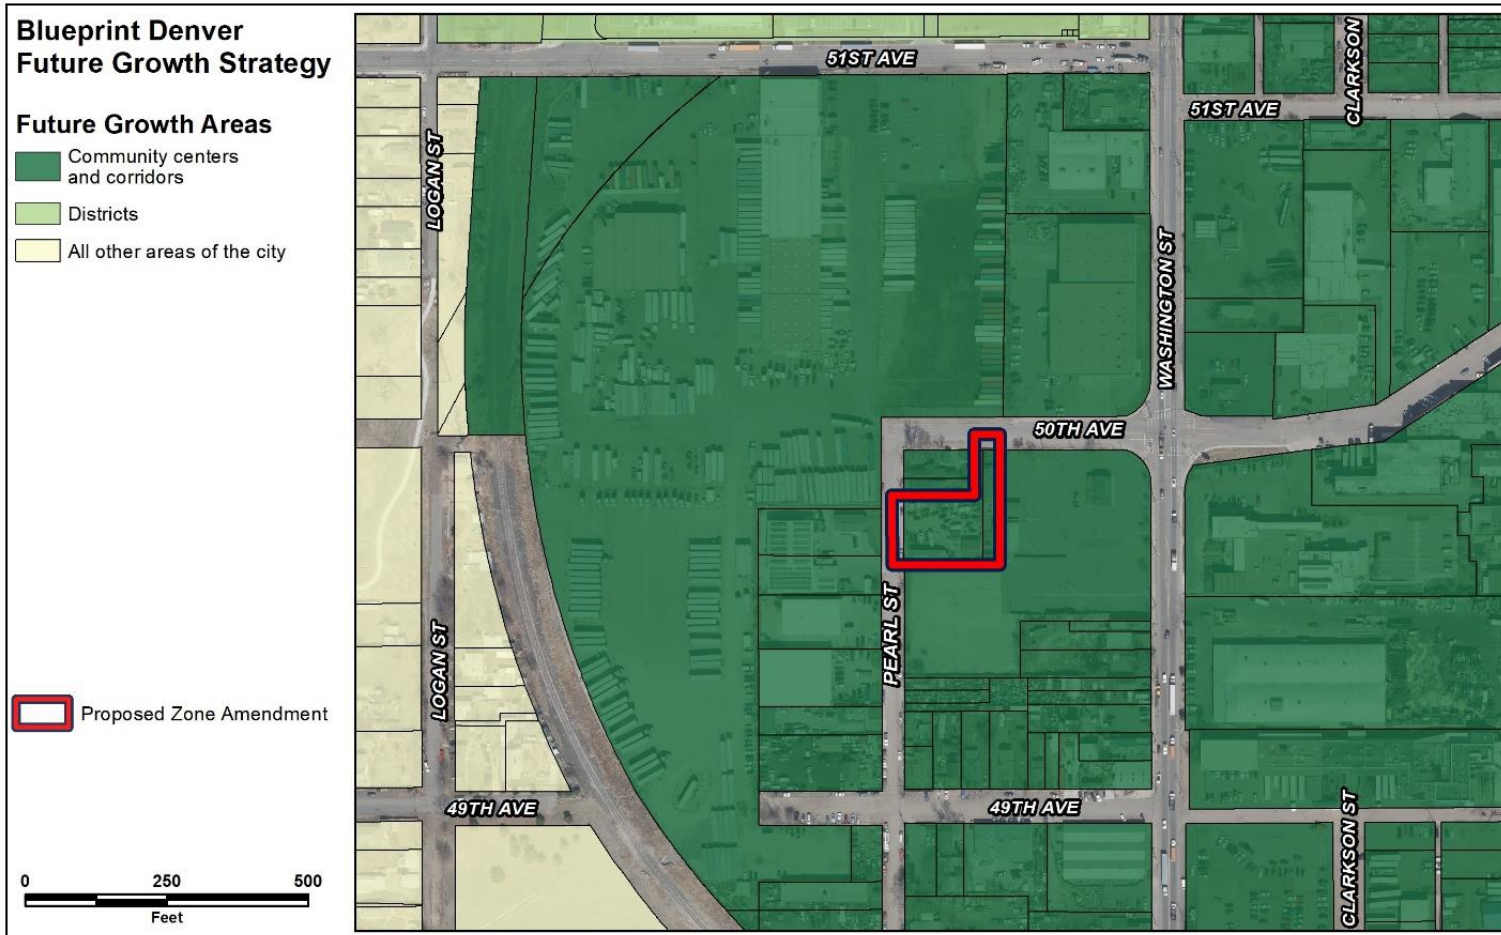 Blueprint Denver
Future Growth Strategy
Future Growth Areas
Community centers
and corridors
Districts
All other areas of the city
Proposed Zone Amendment
0 250 500
Feet
51ST AVE
CLARKSON
51ST AVE
LOGAN ST
WASHINGTON ST
50TH AVE
PEARL ST
LOGAN ST
49TH AVE
49TH AVE
CLARKSON ST